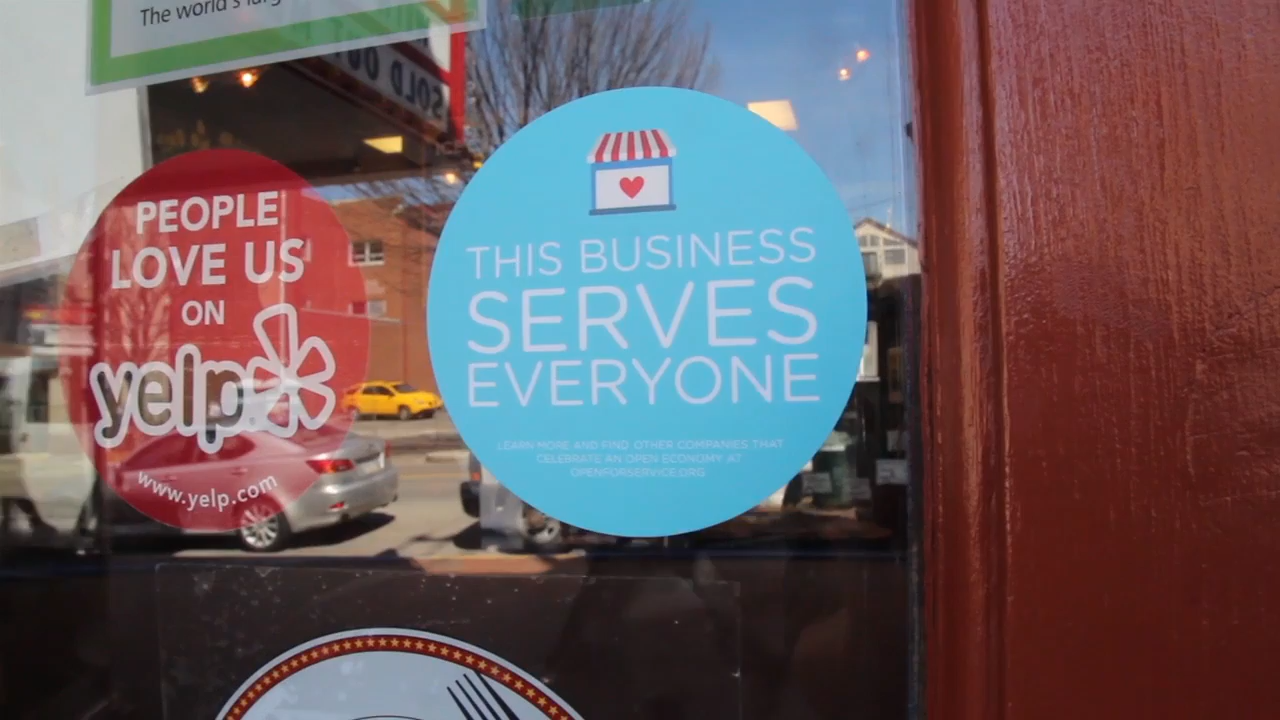 The world's larg
SOLD OUT
PEOPLE
LOVE US
ON
yelp
www.yelp.com
THIS BUSINESS
SERVES
EVERYONE
LEARN MORE AND FIND OTHER COMPANIES THAT
CELEBRATE AN OPEN ECONOMY AT
OPENFORSERVICE.ORG